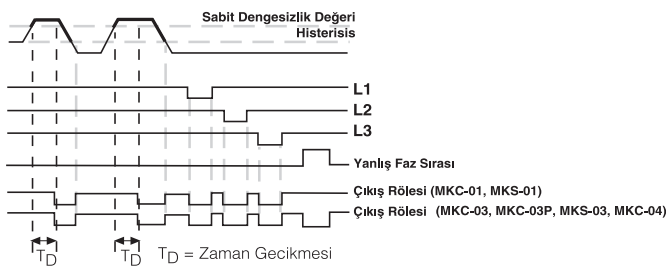 Sabit Dengesizlik Değeri
Histerisis
L1
L2
L3
Yanlış Faz Sırası
Çıkış Rölesi (MKC-01, MKS-01)
Çıkış Rölesi (MKC-03, MKC-03P, MKS-03, MKC-04)
TD TD TD = Zaman Gecikmesi